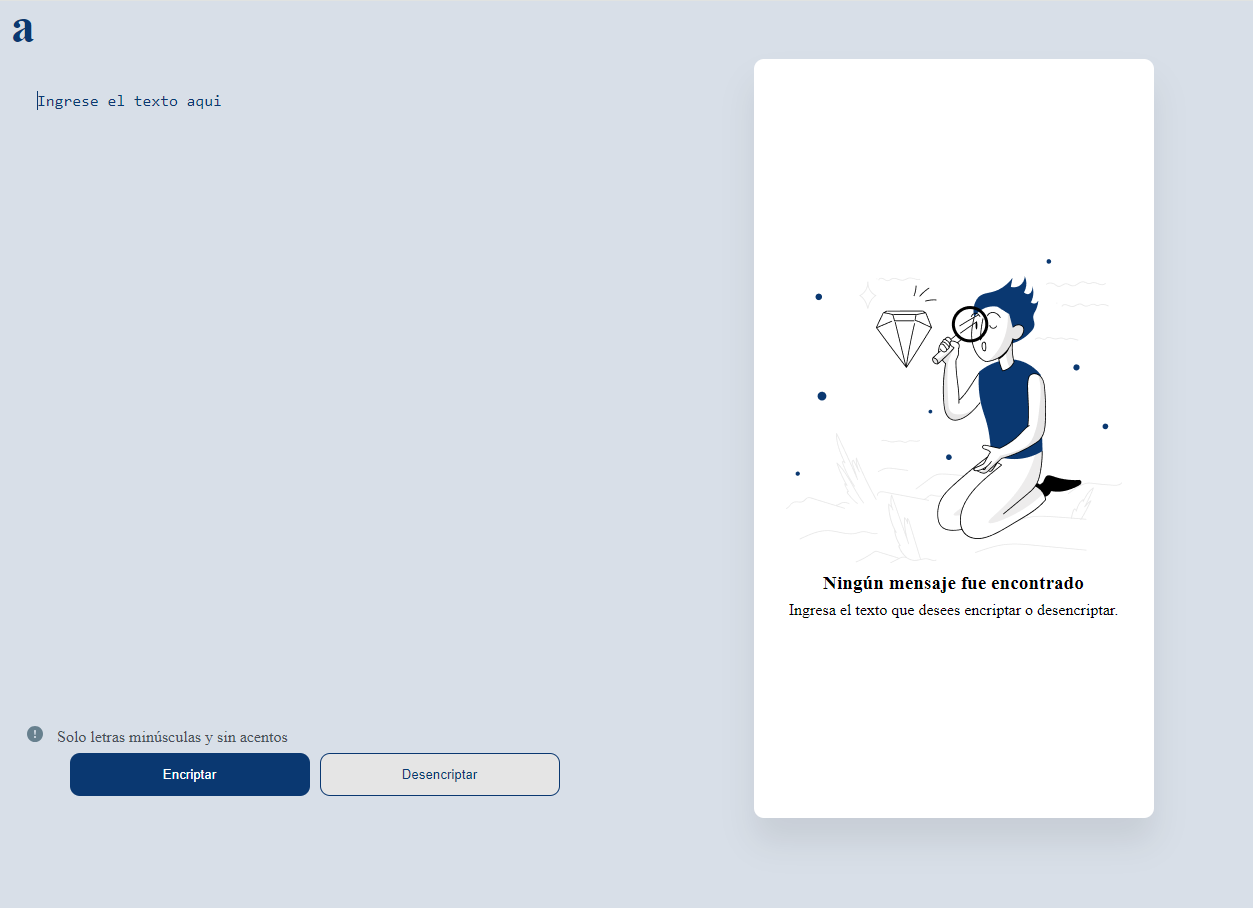 a
Ingrese el texto aqui
Ningún mensaje fue encontrado
Ingresa el texto que desees encriptar o desencriptar.
! Solo letras minúsculas y sin acentos
Encriptar
Desencriptar